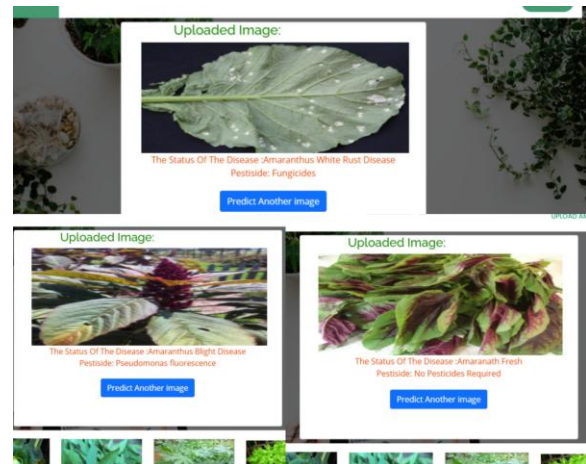 Uploaded Image:
The Status Of The Disease :Amaranthus White Rust Disease
Pestiside: Fungicides
Predict Another image
UPLOAD AN
Uploaded Image:
The Status Of The Disease :Amaranthus Blight Disease
Pestiside: Pseudomonas fluorescence
Predict Another image
Uploaded Image:
The Status Of The Disease :Amaranath Fresh
Pestiside: No Pesticides Required
Predict Another image